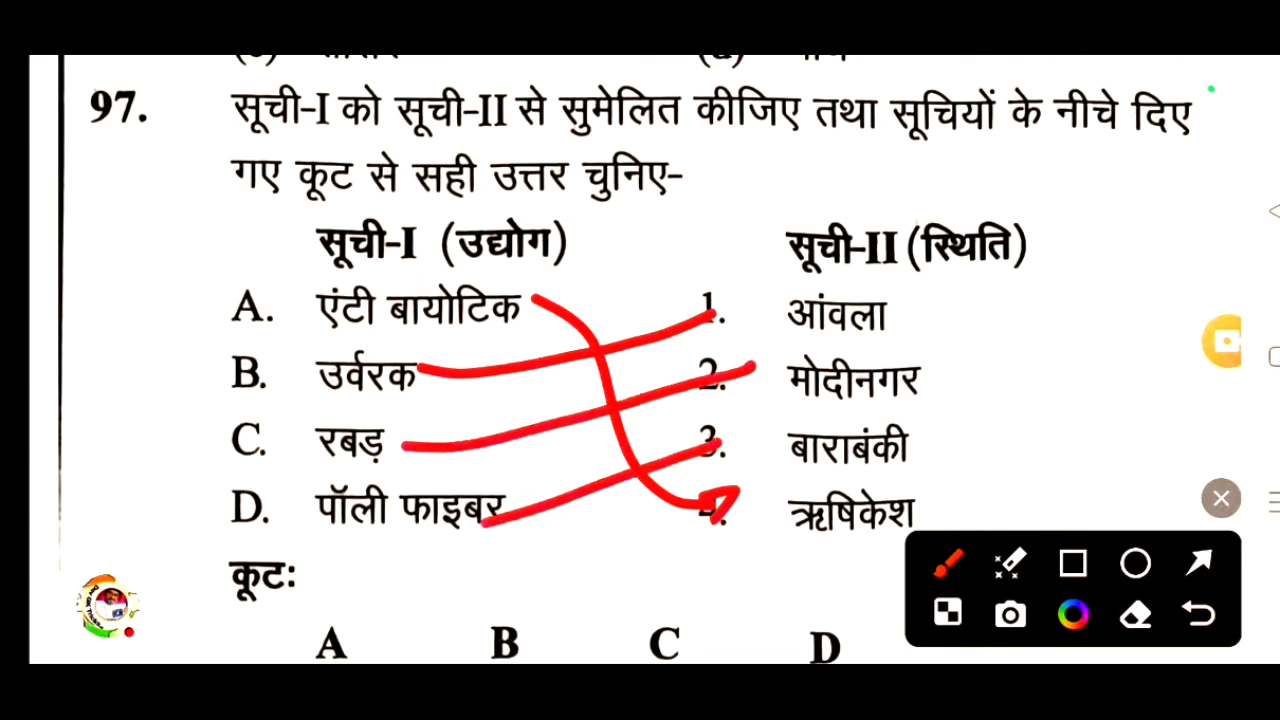 97. सूची-I को सूची-II से सुमेलित कीजिए तथा सूचियों के नीचे दिए
गए कूट से सही उत्तर चुनिए-
सूची-I (उद्योग) सूची-II (स्थिति)
A. एंटी बायोटिक 1. आंवला
B. उर्वरक 2. मोदीनगर
C. रबड़ 3. बाराबंकी
D. पॉली फाइबर 4. ऋषिकेश
कूटः
A B C D